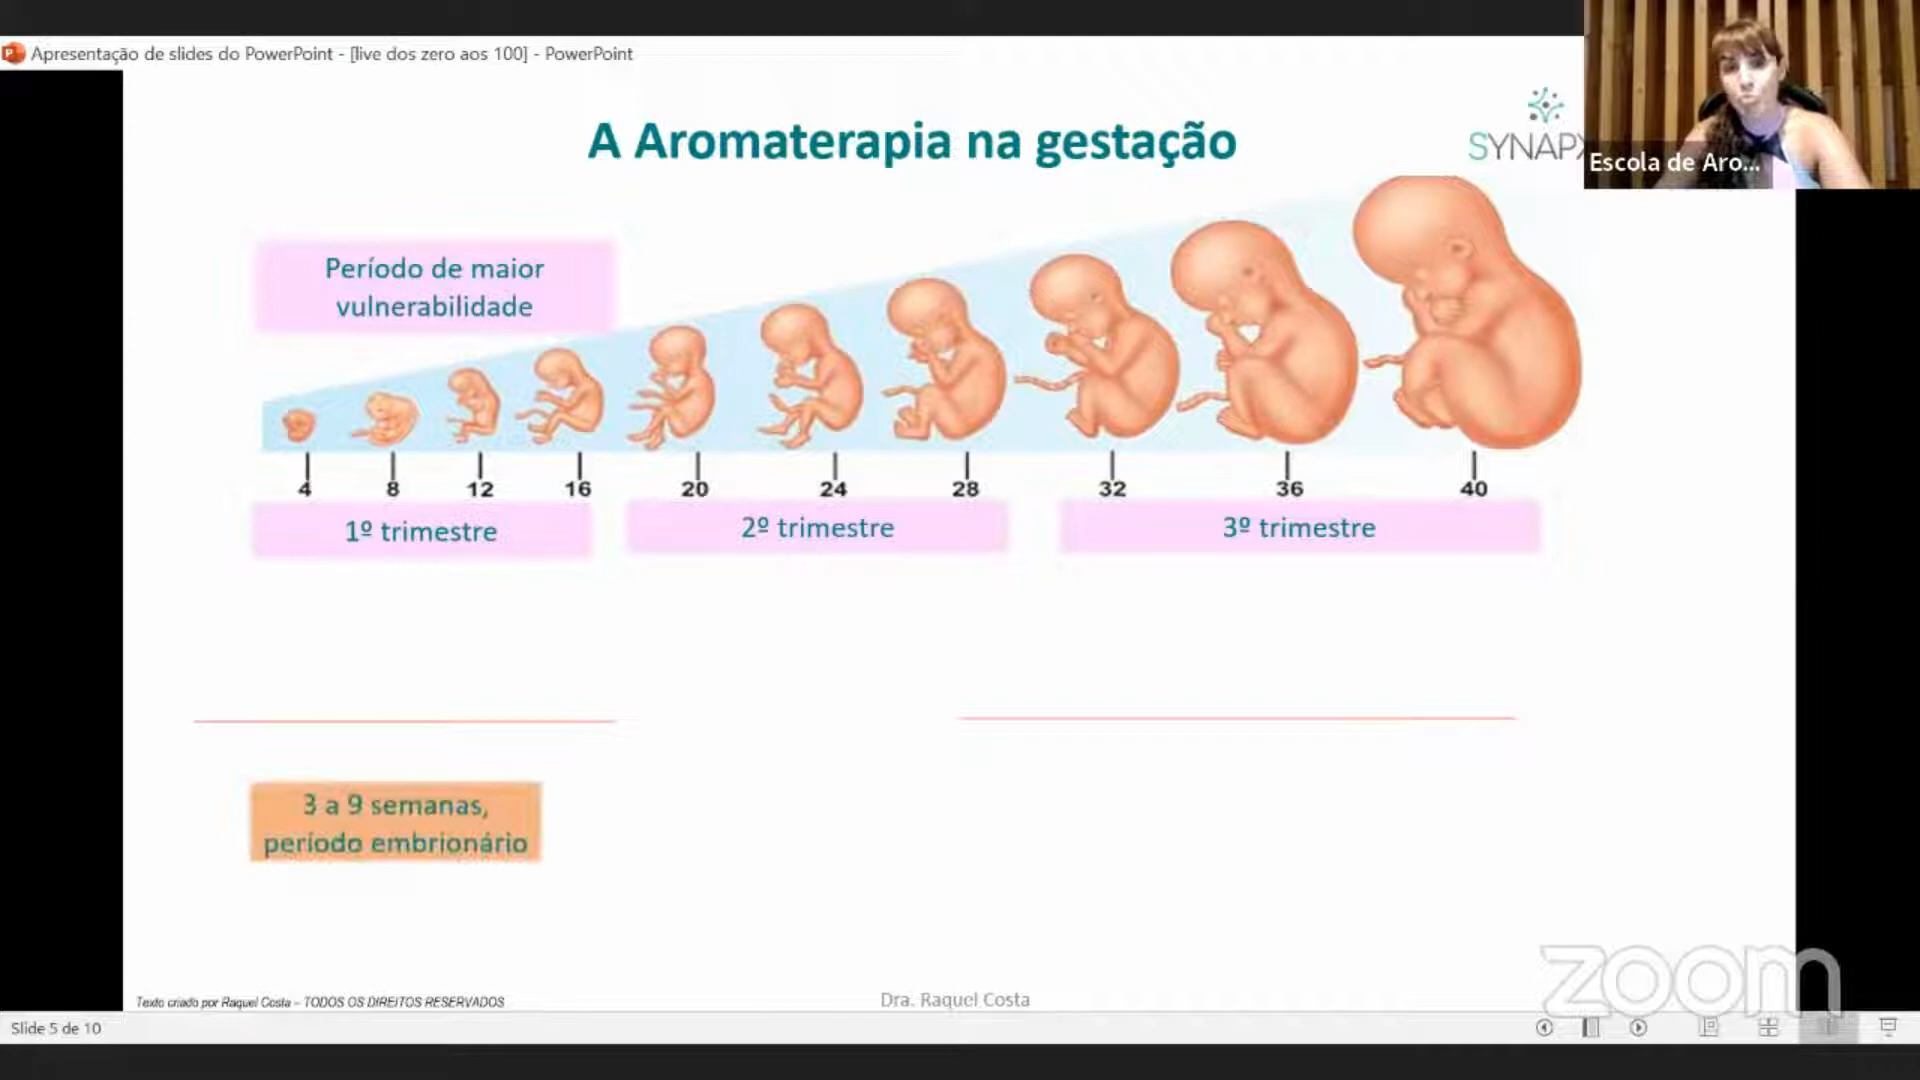 Apresentação de slides do PowerPoint - [live dos zero aos 100] - PowerPoint
A Aromaterapia na gestação
SYNAP
Escola de Aro...
Período de maior
vulnerabilidade
4 8 12 16 20 24 28 32 36 40
1º trimestre
2º trimestre
3º trimestre
3 a 9 semanas,
período embrionário
Texto criado por Raquel Costa – TODOS OS DIREITOS RESERVADOS
Dra. Raquel Costa
zoom
Slide 5 de 10